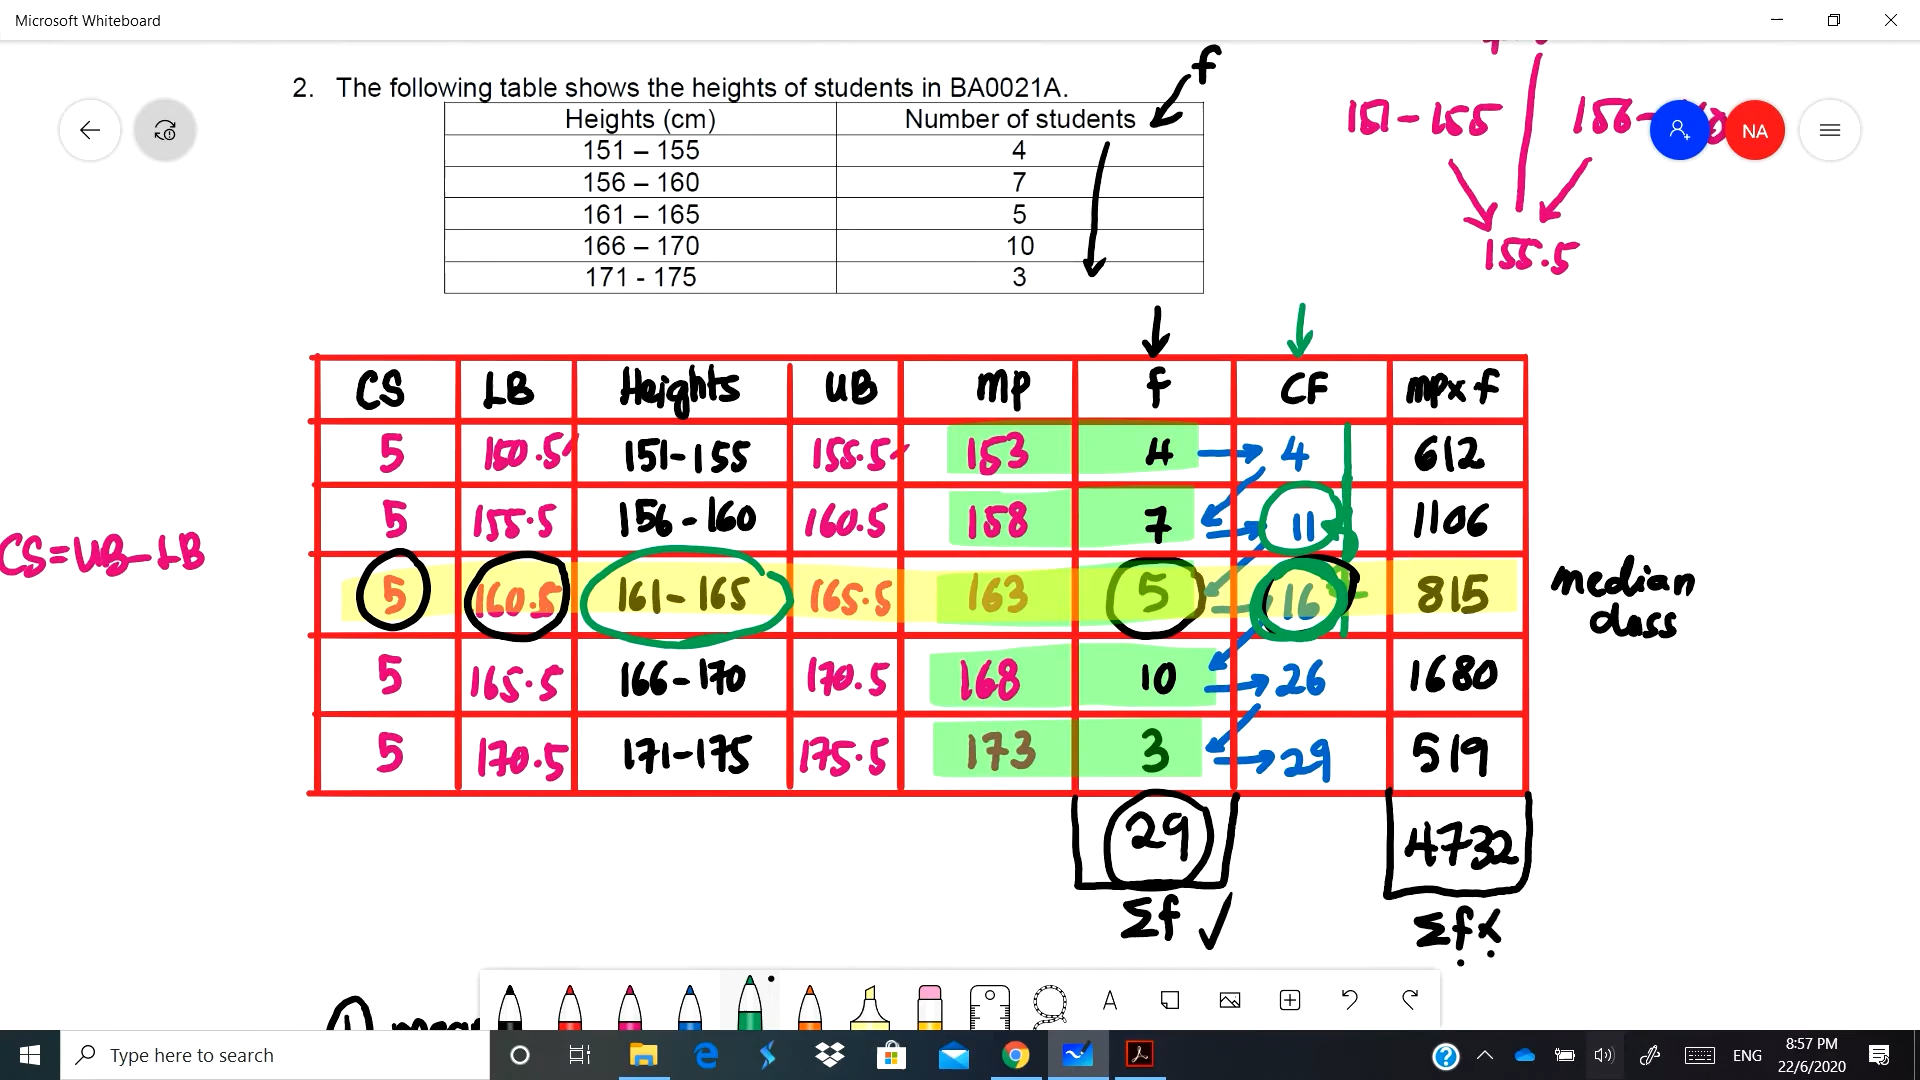 Microsoft Whiteboard
f
2. The following table shows the heights of students in BA0021A.
Heights (cm) Number of students
151 – 155 4
156 – 160 7
161 – 165 5
166 – 170 10
171 - 175 3
151-155 156-
NA
155.5
CS LB Heights UB MP f CF mpx f
5 150.5 151-155 155.5 153 4 4 612
5 155.5 156-160 160.5 158 7 11 1106
CS=UB-LB
5 160.5 161-165 165.5 163 5 16 815
median
class
5 165.5 166-170 170.5 168 10 26 1680
5 170.5 171-175 175.5 173 3 29 519
29 4732
Σf ✓ Σfx
A
Type here to search
ENG
8:57 PM
22/6/2020